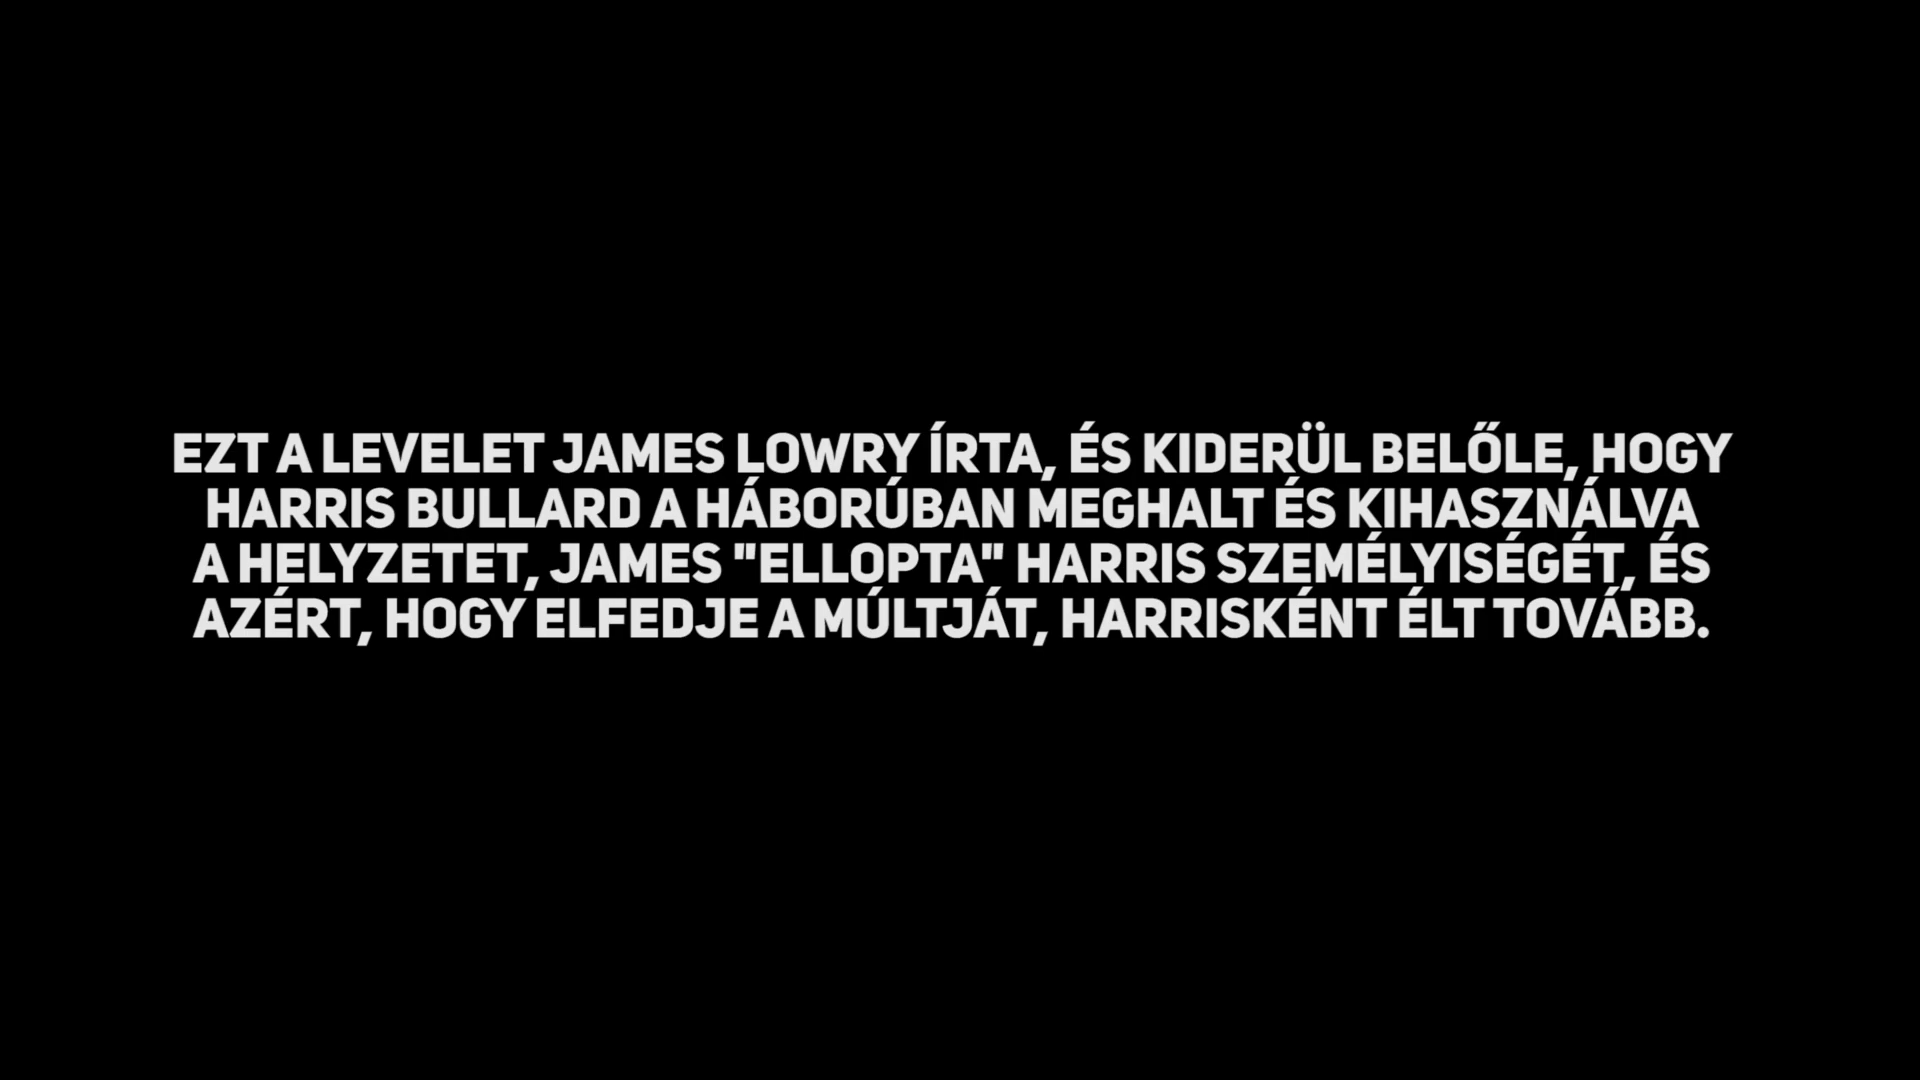 EZT A LEVELET JAMES LOWRY ÍRTA, ÉS KIDERÜL BELŐLE, HOGY
HARRIS BULLARD A HÁBORÚBAN MEGHALT ÉS KIHASZNÁLVA
A HELYZETET, JAMES "ELLOPTA" HARRIS SZEMÉLYISÉGÉT, ÉS
AZÉRT, HOGY ELFEDJE A MÚLTJÁT, HARRISKÉNT ÉLT TOVÁBB.